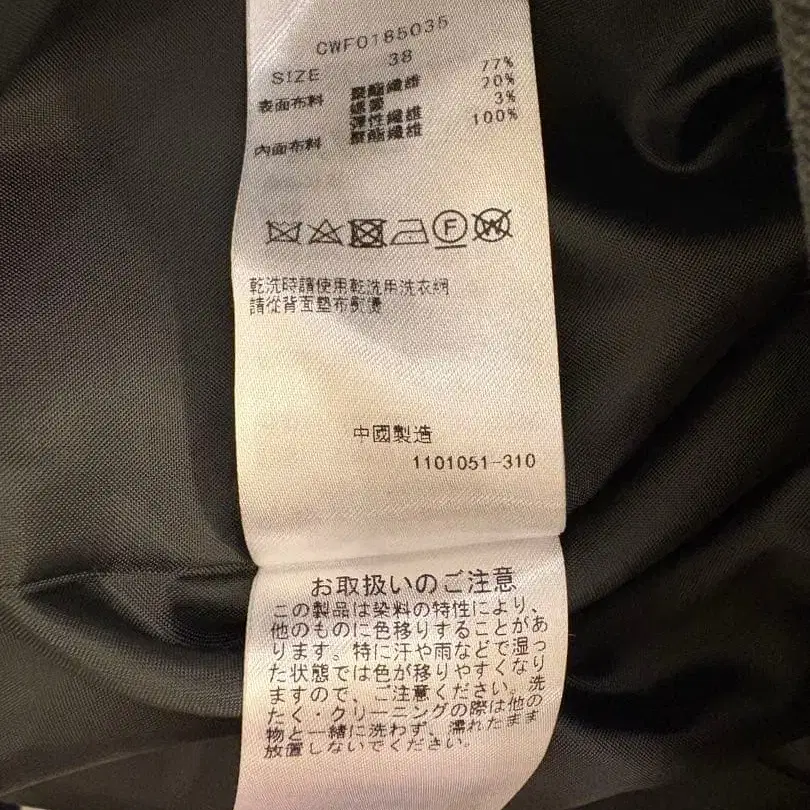 CWF0185035
SIZE 38
表面布料 聚酯纖維 77%
嫘縈 20%
彈性纖維 3%
內面布料 聚酯纖維 100%
F
W
乾洗時請使用乾洗用洗衣網
請從背面墊布熨燙
中國製造
1101051-310
お取扱いのご注意
この製品は染料の特性により、
他のものに色移りすることがあ
ります。特に汗や雨などで湿っ
た状態では色が移りやすくなり
ますので、ご注意ください。洗
たく・クリーニングの際は他の
物と一緒に洗わず、濡れたまま
放置しないでください。